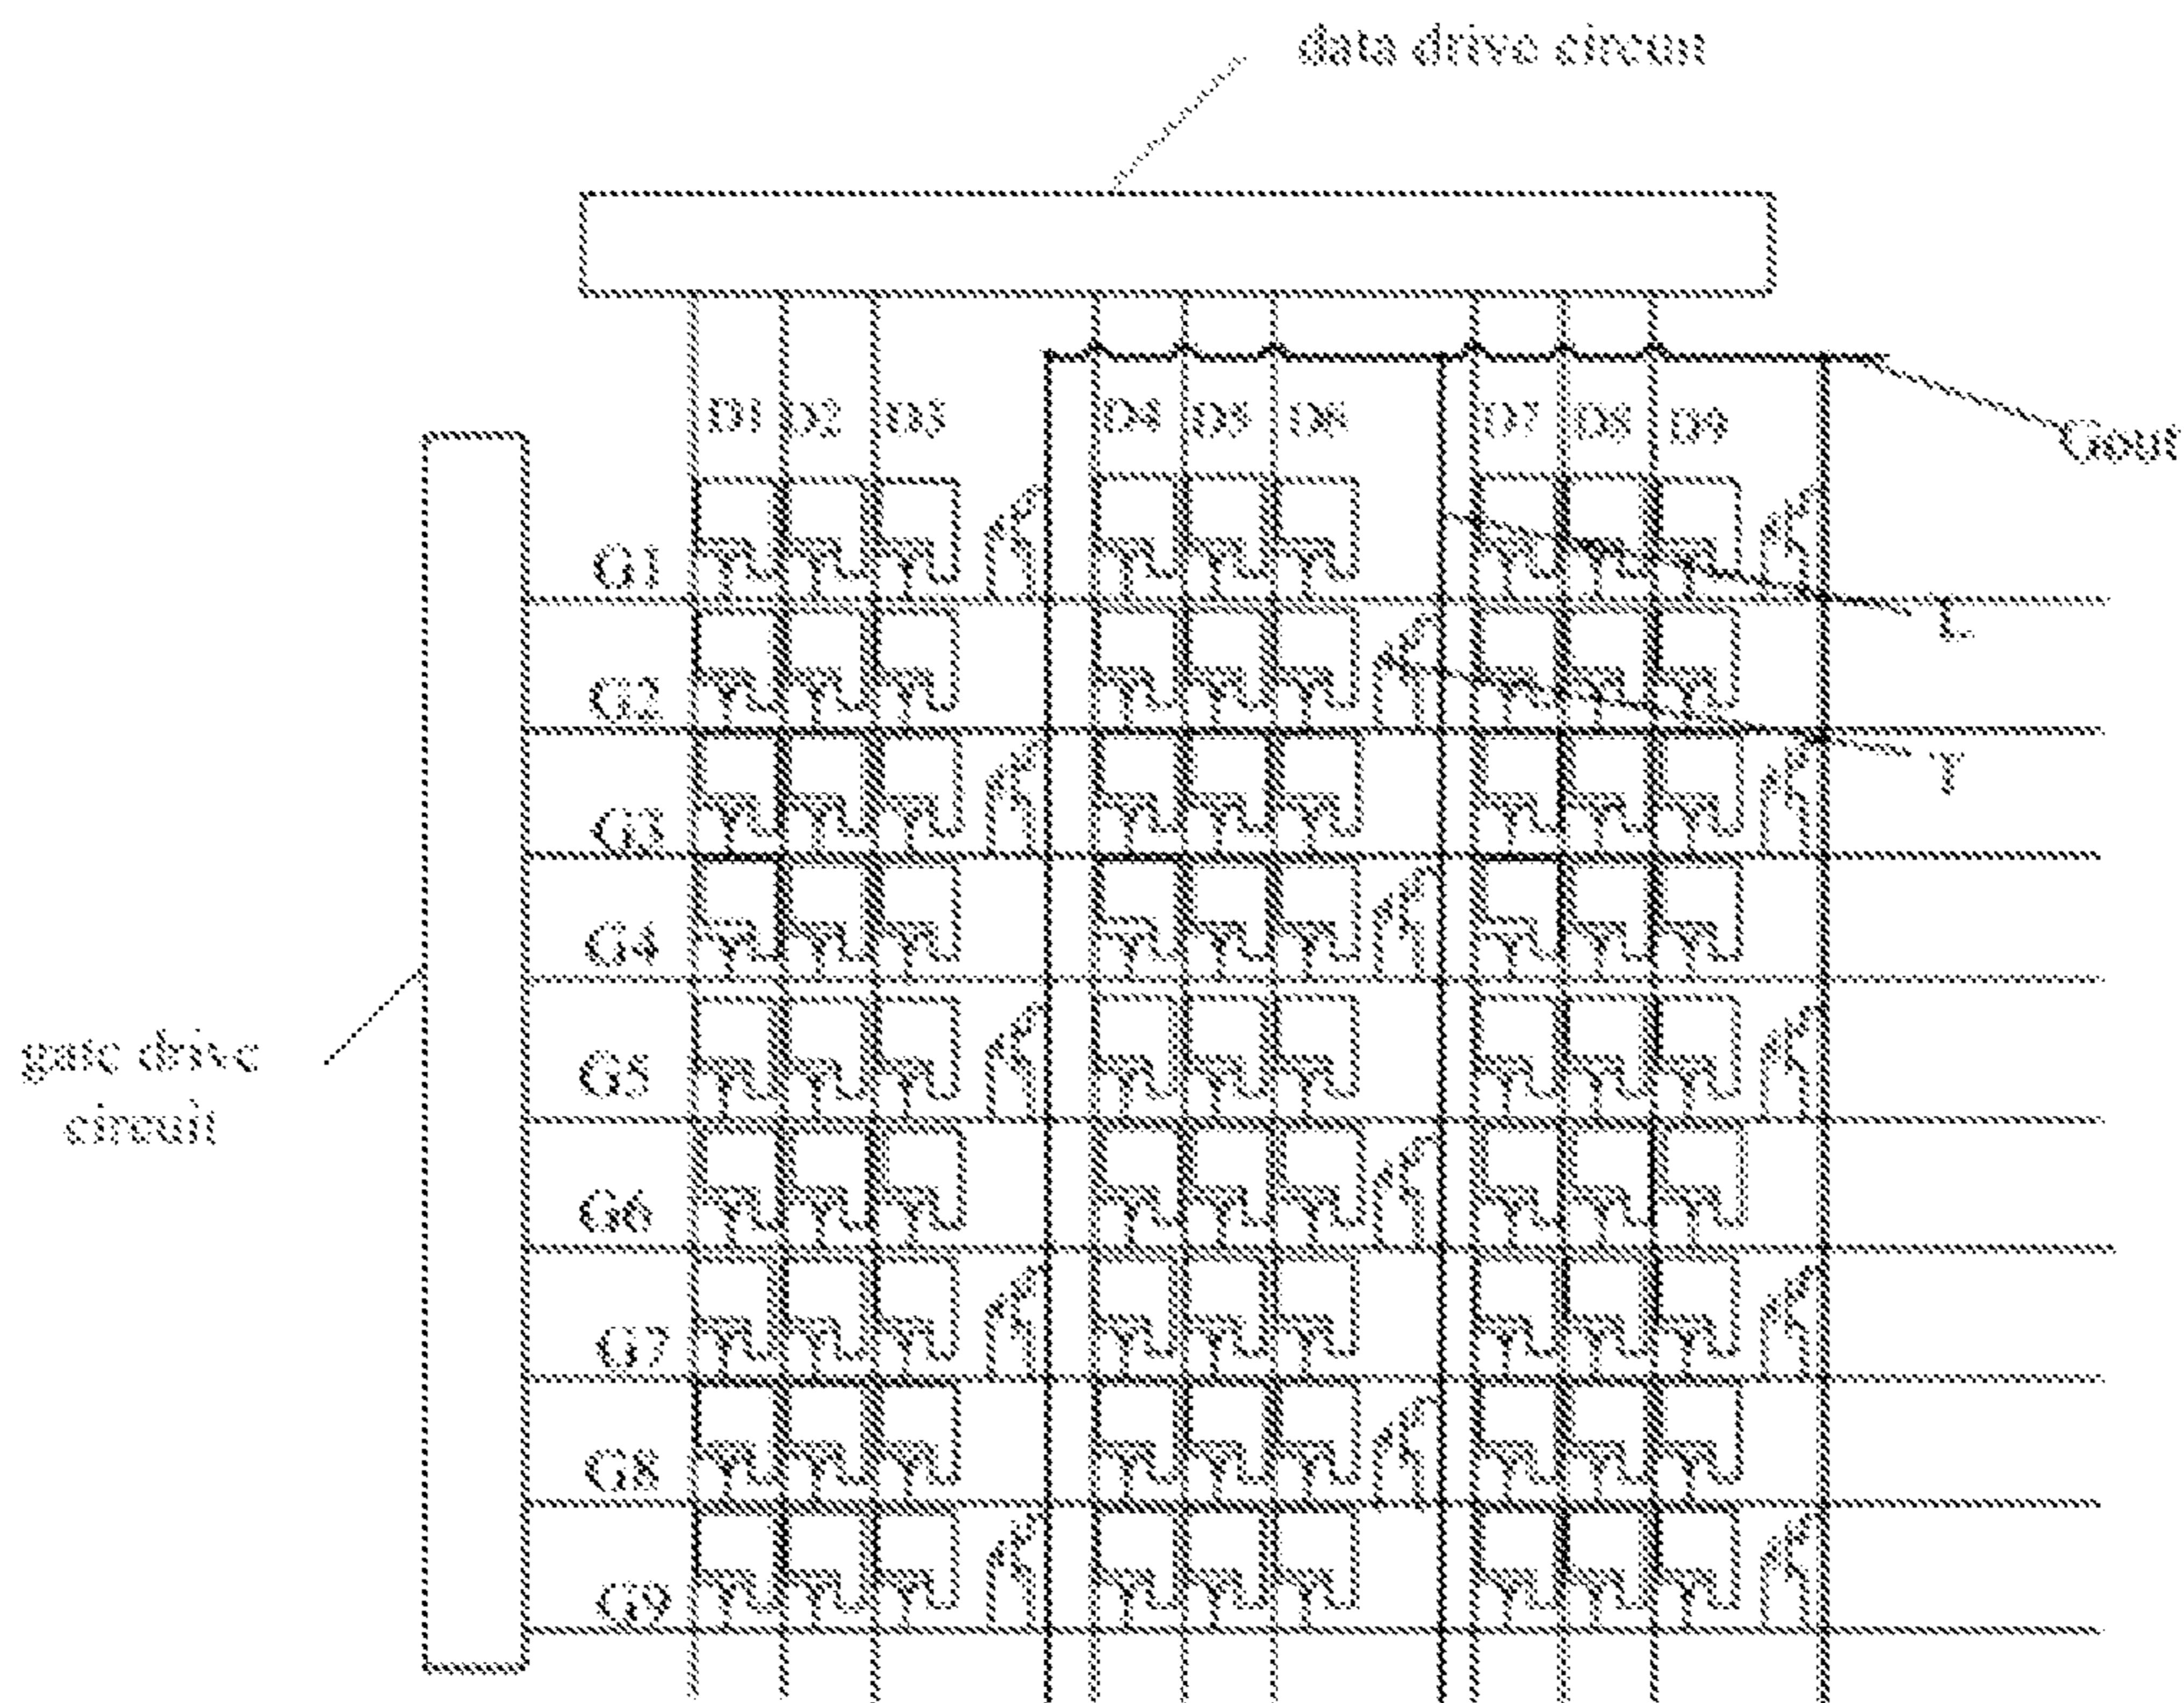 data drive circuit
D1 D2 D3 D4 D5 D6 D7 D8 D9
Gout
G1
L
G2
T
G3
G4
gate drive
circuit
G5
G6
G7
G8
G9